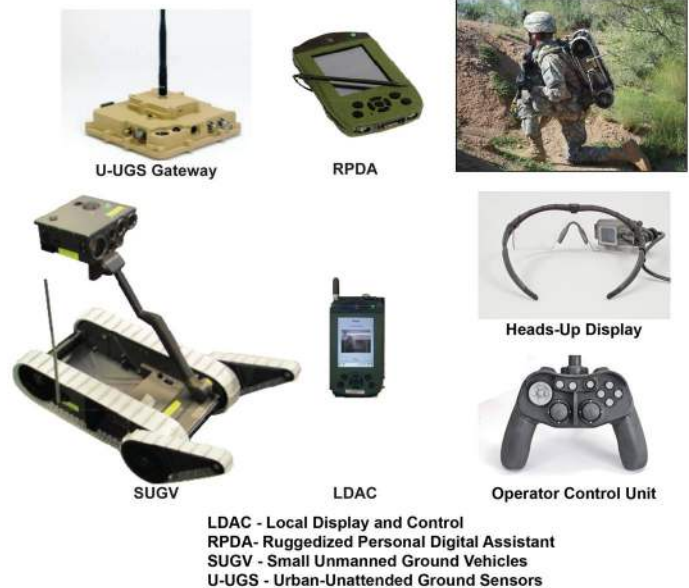 U-UGS Gateway
RPDA
Heads-Up Display
SUGV
LDAC
Operator Control Unit
LDAC - Local Display and Control
RPDA- Ruggedized Personal Digital Assistant
SUGV - Small Unmanned Ground Vehicles
U-UGS - Urban-Unattended Ground Sensors